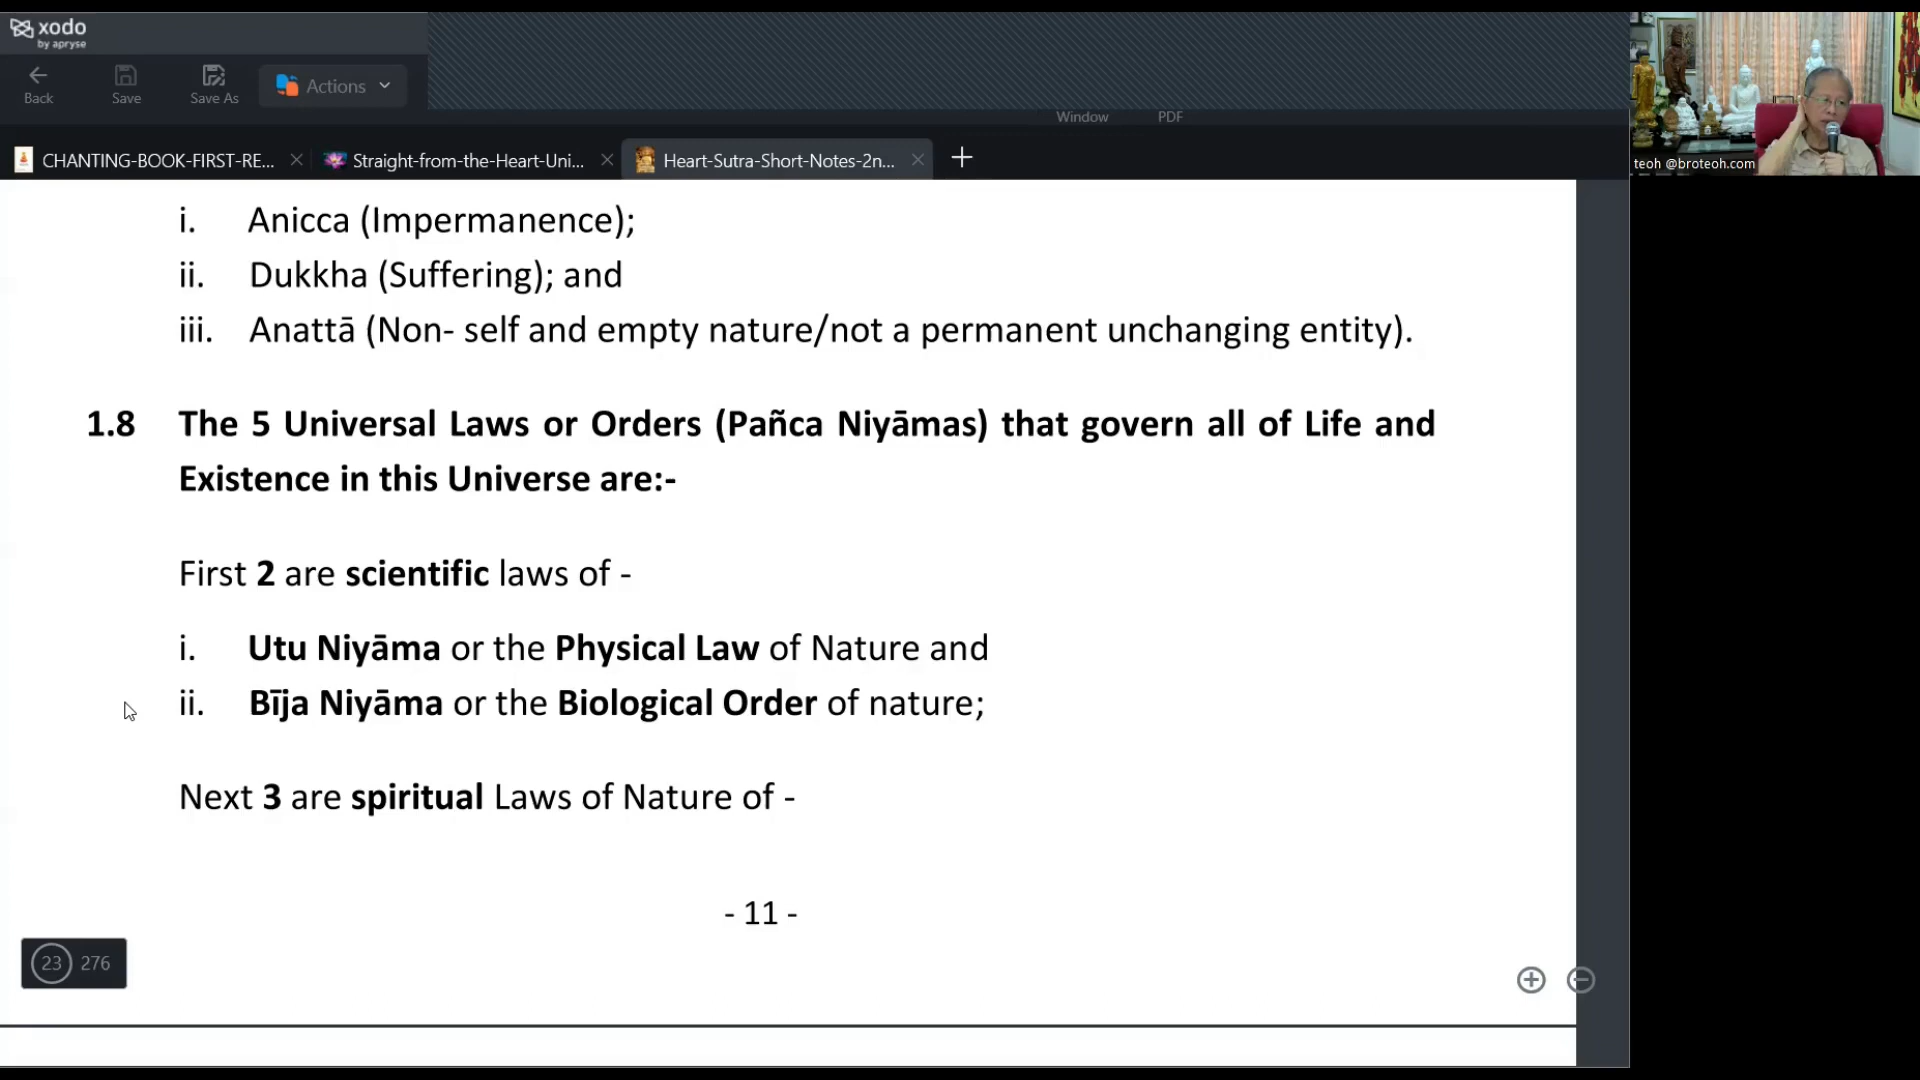 xodo
by apryse
Back
Save
Save As
Actions
Window
PDF
CHANTING-BOOK-FIRST-RE...
Straight-from-the-Heart-Uni...
Heart-Sutra-Short-Notes-2n...
teoh @broteoh.com
i. Anicca (Impermanence);
ii. Dukkha (Suffering); and
iii. Anattā (Non- self and empty nature/not a permanent unchanging entity).
1.8 The 5 Universal Laws or Orders (Pañca Niyāmas) that govern all of Life and
Existence in this Universe are:-
First 2 are scientific laws of -
i. Utu Niyāma or the Physical Law of Nature and
ii. Bīja Niyāma or the Biological Order of nature;
Next 3 are spiritual Laws of Nature of -
- 11 -
23 276